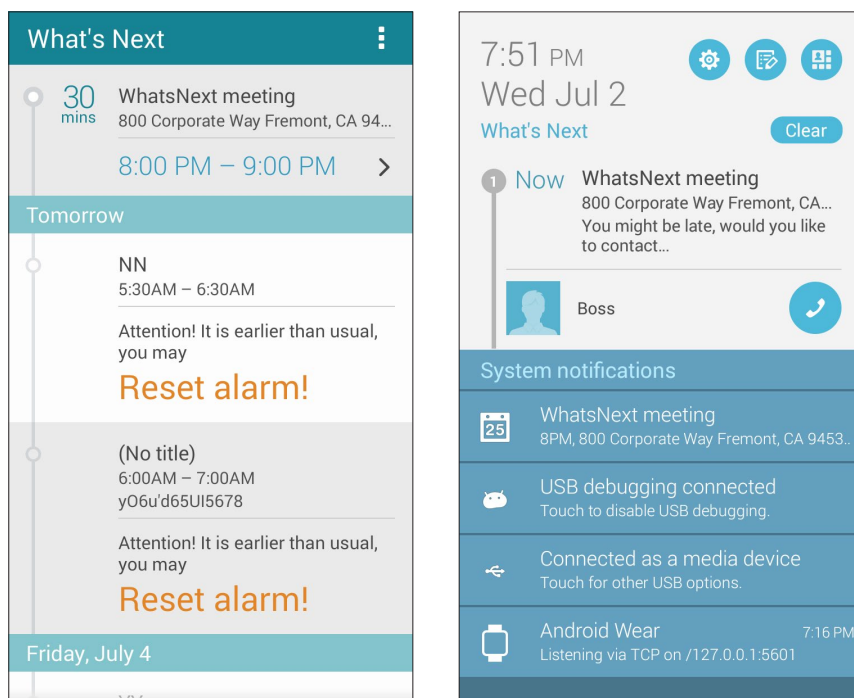 What's Next
30
mins
WhatsNext meeting
800 Corporate Way Fremont, CA 94...
8:00 PM – 9:00 PM
Tomorrow
NN
5:30AM – 6:30AM
Attention! It is earlier than usual,
you may
Reset alarm!
(No title)
6:00AM – 7:00AM
yO6u'd65UI5678
Attention! It is earlier than usual,
you may
Reset alarm!
Friday, July 4
7:51 PM
Wed Jul 2
What's Next
Clear
1
Now
WhatsNext meeting
800 Corporate Way Fremont, CA...
You might be late, would you like
to contact...
Boss
System notifications
25
WhatsNext meeting
8PM, 800 Corporate Way Fremont, CA 9453..
USB debugging connected
Touch to disable USB debugging.
Connected as a media device
Touch for other USB options.
Android Wear
7:16 PM
Listening via TCP on /127.0.0.1:5601